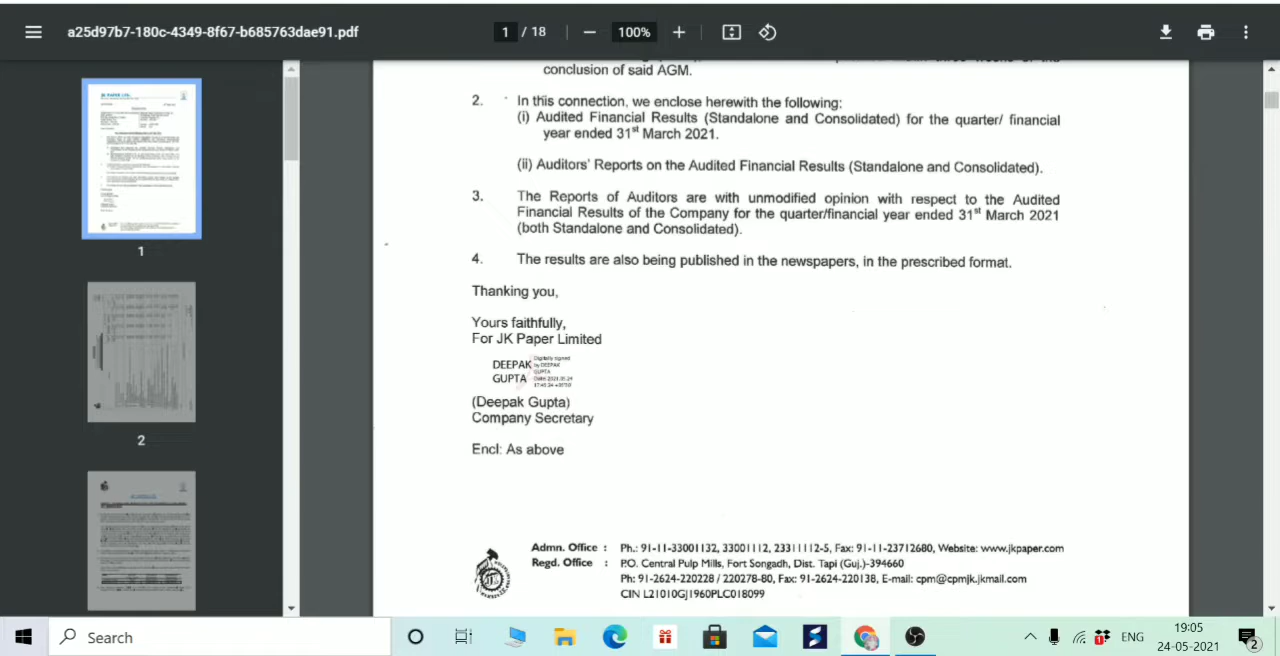 a25d97b7-180c-4349-8f67-b685763dae91.pdf
1 / 18
100%
conclusion of said AGM.
2. In this connection, we enclose herewith the following:
(i) Audited Financial Results (Standalone and Consolidated) for the quarter/ financial
year ended 31st March 2021.
(ii) Auditors' Reports on the Audited Financial Results (Standalone and Consolidated).
3. The Reports of Auditors are with unmodified opinion with respect to the Audited
Financial Results of the Company for the quarter/financial year ended 31st March 2021
(both Standalone and Consolidated).
4. The results are also being published in the newspapers, in the prescribed format.
Thanking you,
Yours faithfully,
For JK Paper Limited
DEEPAK
GUPTA
Digitally signed
by DEEPAK
GUPTA
(Deepak Gupta)
Company Secretary
Encl: As above
Admn. Office : Ph.: 91-11-33001132, 33001112, 23311112-5, Fax: 91-11-23712680, Website: www.jkpaper.com
Regd. Office : P.O. Central Pulp Mills, Fort Songadh, Dist. Tapi (Guj.)-394660
Ph: 91-2624-220228 / 220278-80, Fax: 91-2624-220138, E-mail: cpm@cpmjk.jkmail.com
CIN L21010GJ1960PLC018099
JK PAPER LTD.
1
2
Search
ENG
19:05
24-05-2021
2